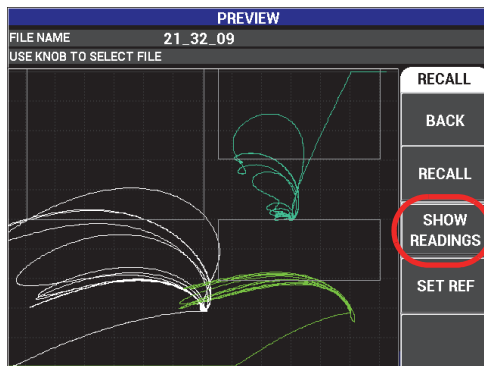 PREVIEW
FILE NAME 21_32_09
USE KNOB TO SELECT FILE
RECALL
BACK
RECALL
SHOW
READINGS
SET REF